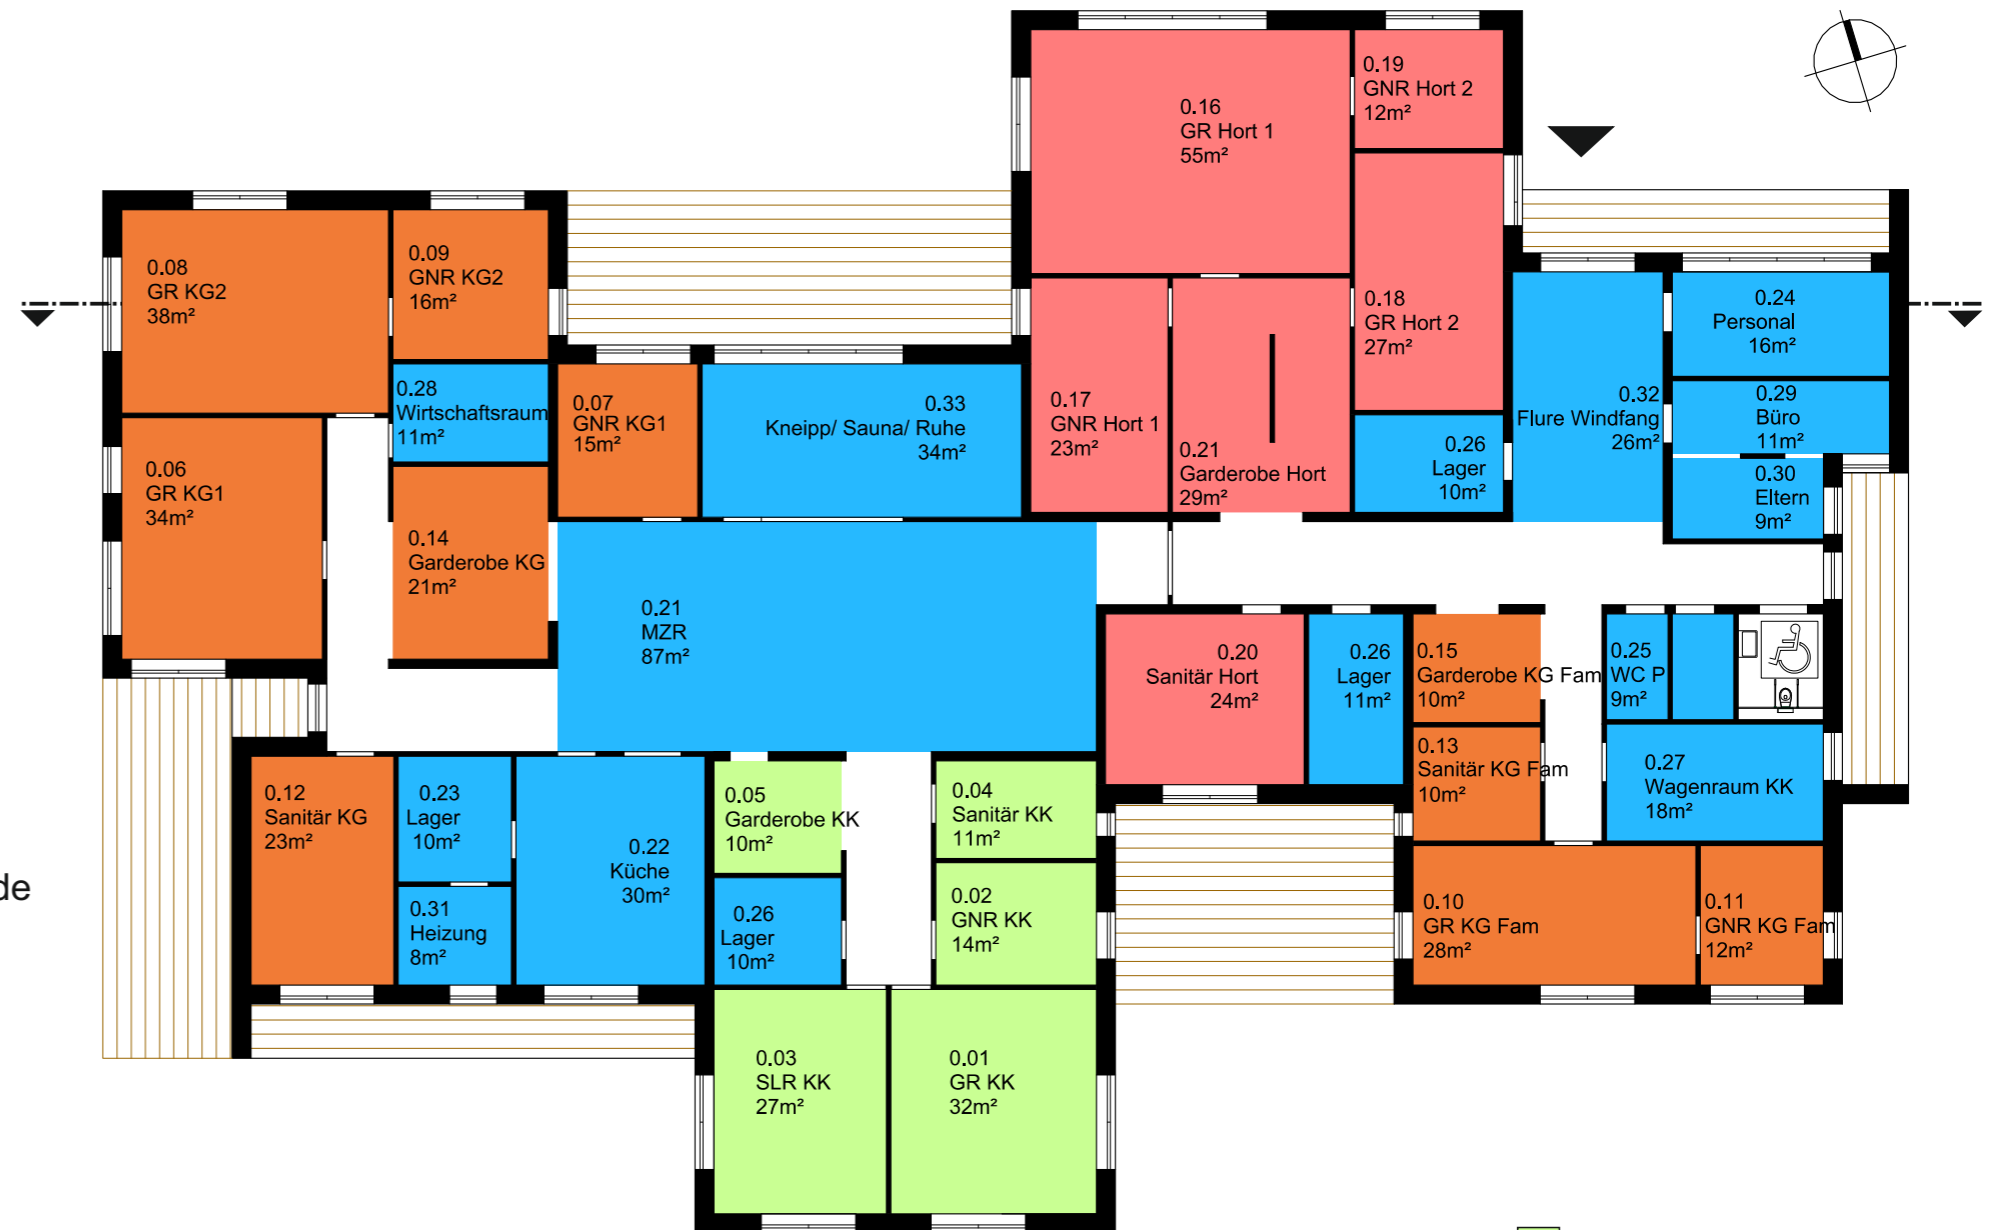 0.19
GNR Hort 2
12m²
0.16
GR Hort 1
55m²
0.08
GR KG2
38m²
0.09
GNR KG2
16m²
0.18
GR Hort 2
27m²
0.24
Personal
16m²
0.28
Wirtschaftsraum
11m²
0.07
GNR KG1
15m²
0.33
Kneipp/ Sauna/ Ruhe
34m²
0.17
GNR Hort 1
23m²
0.21
Garderobe Hort
29m²
0.26
Lager
10m²
0.32
Flure Windfang
26m²
0.29
Büro
11m²
0.30
Eltern
9m²
0.06
GR KG1
34m²
0.14
Garderobe KG
21m²
0.21
MZR
87m²
0.20
Sanitär Hort
24m²
0.26
Lager
11m²
0.15
Garderobe KG Fam
10m²
0.25
WC P
9m²
0.13
Sanitär KG Fam
10m²
0.27
Wagenraum KK
18m²
0.12
Sanitär KG
23m²
0.23
Lager
10m²
0.22
Küche
30m²
0.05
Garderobe KK
10m²
0.04
Sanitär KK
11m²
de
0.31
Heizung
8m²
0.26
Lager
10m²
0.02
GNR KK
14m²
0.10
GR KG Fam
28m²
0.11
GNR KG Fam
12m²
0.03
SLR KK
27m²
0.01
GR KK
32m²